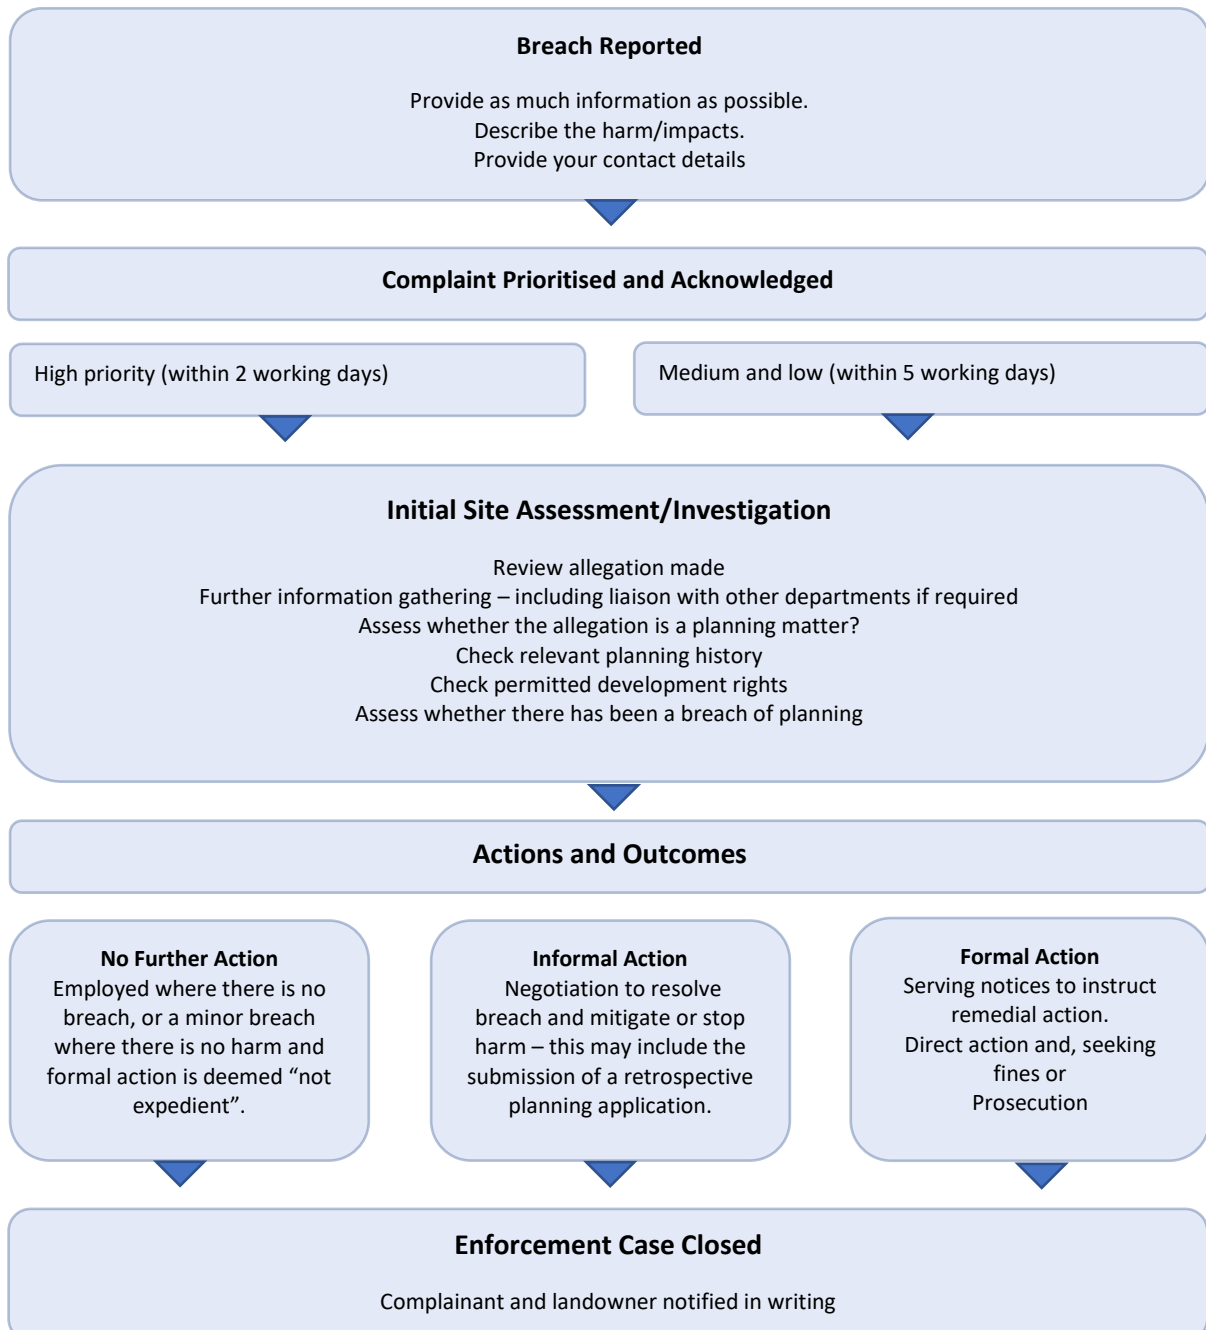 Breach Reported
Provide as much information as possible.
Describe the harm/impacts.
Provide your contact details
Complaint Prioritised and Acknowledged
High priority (within 2 working days)
Medium and low (within 5 working days)
Initial Site Assessment/Investigation
Review allegation made
Further information gathering – including liaison with other departments if required
Assess whether the allegation is a planning matter?
Check relevant planning history
Check permitted development rights
Assess whether there has been a breach of planning
Actions and Outcomes
No Further Action
Employed where there is no
breach, or a minor breach
where there is no harm and
formal action is deemed “not
expedient”.
Informal Action
Negotiation to resolve
breach and mitigate or stop
harm – this may include the
submission of a retrospective
planning application.
Formal Action
Serving notices to instruct
remedial action.
Direct action and, seeking
fines or
Prosecution
Enforcement Case Closed
Complainant and landowner notified in writing